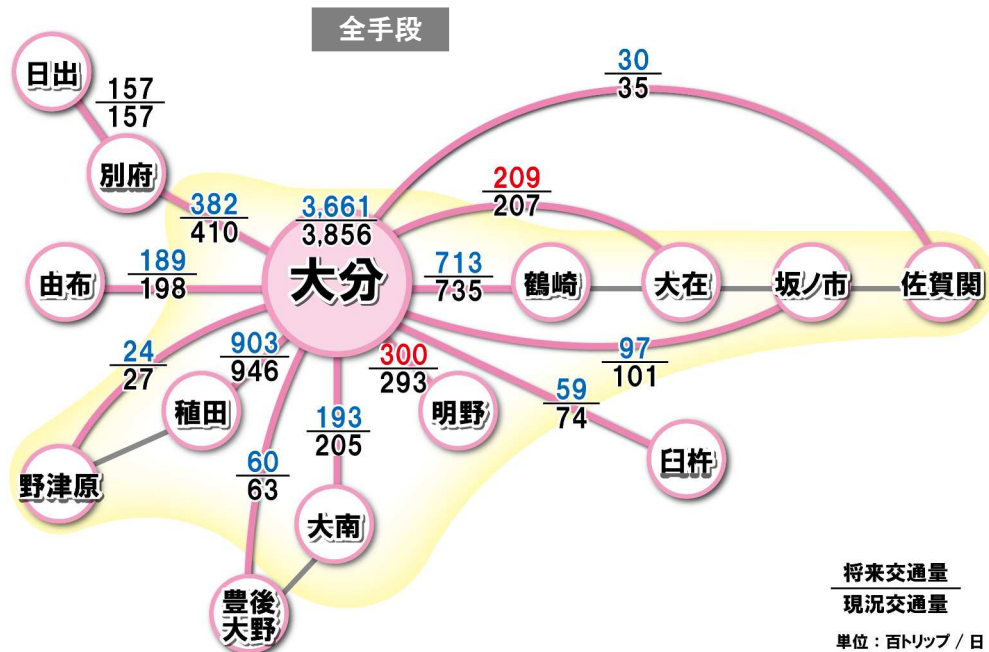 全手段
日出
157
157
別府
382
410
3,661
3,856
大分
30
35
209
207
由布
189
198
713
735
鶴崎
大在
坂ノ市
佐賀関
24
27
903
946
300
293
97
101
稙田
193
205
明野
59
74
臼杵
野津原
60
63
大南
豊後
大野
将来交通量
現況交通量
単位：百トリップ / 日